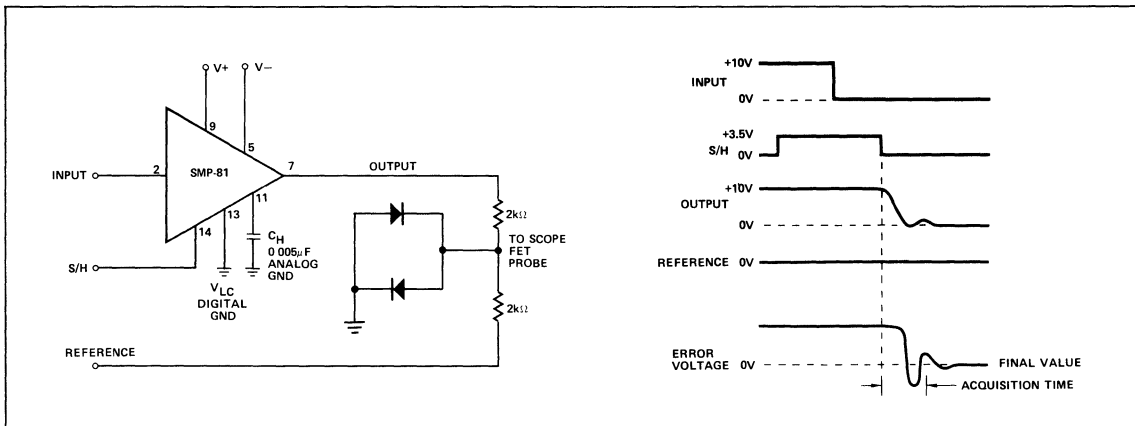 V+
V−
9
5
2
SMP-81
7
OUTPUT
INPUT
11
13
14
C_H
0 005µF
ANALOG
GND
S/H
V_LC
DIGITAL
GND
2kΩ
TO SCOPE
FET
PROBE
2kΩ
REFERENCE
+10V
INPUT
0V
+3.5V
S/H
0V
+10V
OUTPUT
0V
REFERENCE 0V
ERROR
VOLTAGE 0V
FINAL VALUE
ACQUISITION TIME